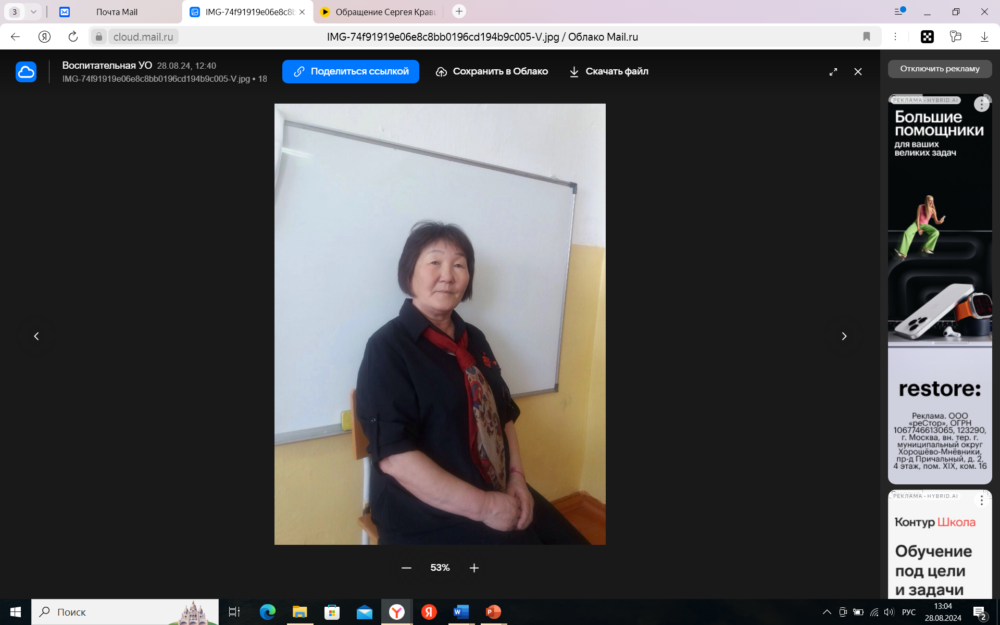 3
Почта Mail
IMG-74f91919e06e8c8b
Обращение Сергея Кравц
cloud.mail.ru
IMG-74f91919e06e8c8bb0196cd194b9c005-V.jpg / Облако Mail.ru
Воспитательная УО 28.08.24, 12:40
IMG-74f91919e06e8c8bb0196cd194b9c005-V.jpg • 18
Поделиться ссылкой
Сохранить в Облако
Скачать файл
Отключить рекламу
РЕКЛАМА • HYBRID.AI
Большие
помощники
для ваших
великих задач
restore:
Реклама. ООО
«реСтор», ОГРН
1067746613065, 123290,
г. Москва, вн. тер. г.
муниципальный округ
Хорошёво-Мнёвники,
пр-д Причальный, д. 2,
4 этаж, пом. XIX, ком. 16
РЕКЛАМА • HYBRID.AI
Контур Школа
Обучение
под цели
и задачи
53%
Поиск
РУС
13:04
28.08.2024
2